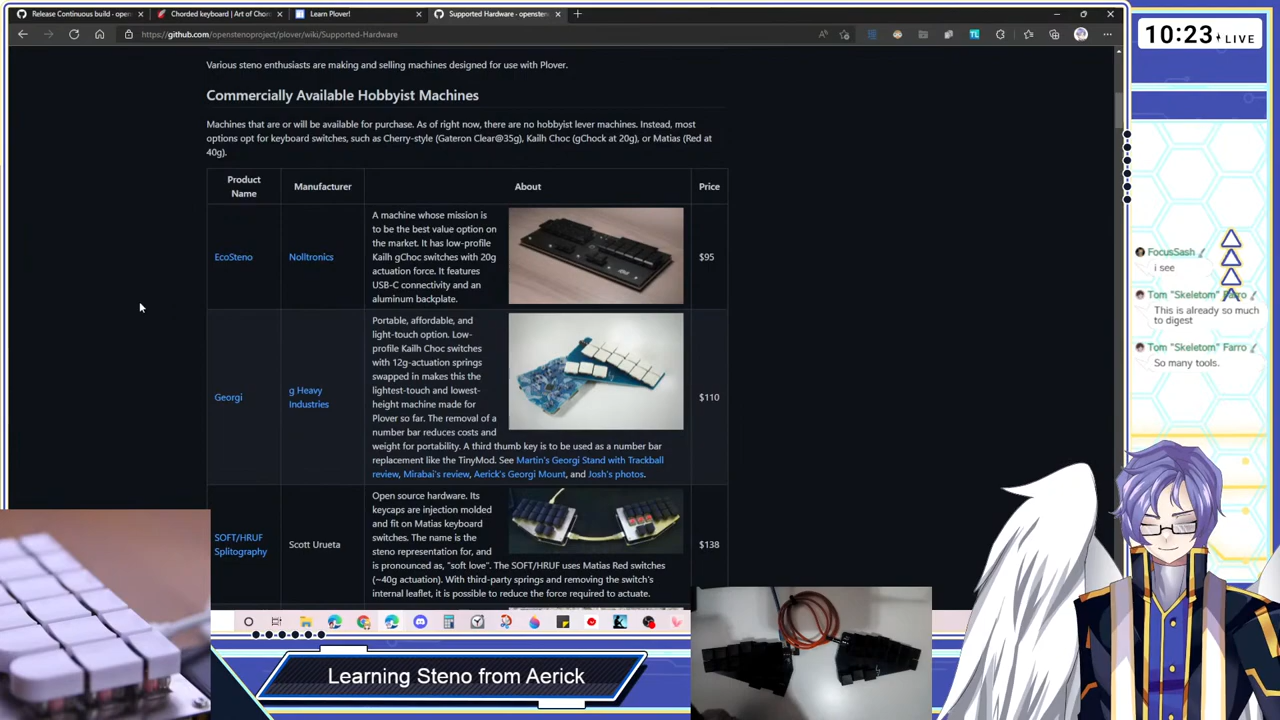 Release Continuous build - openst
Chorded keyboard | Art of Chor
Learn Plover!
Supported Hardware - openstenc
https://github.com/openstenoproject/plover/wiki/Supported-Hardware
10:23 LIVE
Various steno enthusiasts are making and selling machines designed for use with Plover.
Commercially Available Hobbyist Machines
Machines that are or will be available for purchase. As of right now, there are no hobbyist lever machines. Instead, most
options opt for keyboard switches, such as Cherry-style (Gateron Clear@35g), Kailh Choc (gChock at 20g), or Matias (Red at
40g).
Product
Name
Manufacturer
About
Price
EcoSteno
Nolltronics
A machine whose mission is
to be the best value option on
the market. It has low-profile
Kailh gChoc switches with 20g
actuation force. It features
USB-C connectivity and an
aluminum backplate.
$95
Georgi
g Heavy
Industries
Portable, affordable, and
light-touch option. Low-
profile Kailh Choc switches
with 12g-actuation springs
swapped in makes this the
lightest-touch and lowest-
height machine made for
Plover so far. The removal of a
number bar reduces costs and
weight for portability. A third thumb key is to be used as a number bar
replacement like the TinyMod. See Martin's Georgi Stand with Trackball
review, Mirabai's review, Aerick's Georgi Mount, and Josh's photos.
$110
SOFT/HRUF
Splitography
Scott Urueta
Open source hardware. Its
keycaps are injection molded
and fit on Matias keyboard
switches. The name is the
steno representation for, and
is pronounced as, "soft love". The SOFT/HRUF uses Matias Red switches
(~40g actuation). With third-party springs and removing the switch's
internal leaflet, it is possible to reduce the force required to actuate.
$138
FocusSash
i see
Tom "Skeletom" Farro
This is already so much
to digest
Tom "Skeletom" Farro
So many tools.
Learning Steno from Aerick